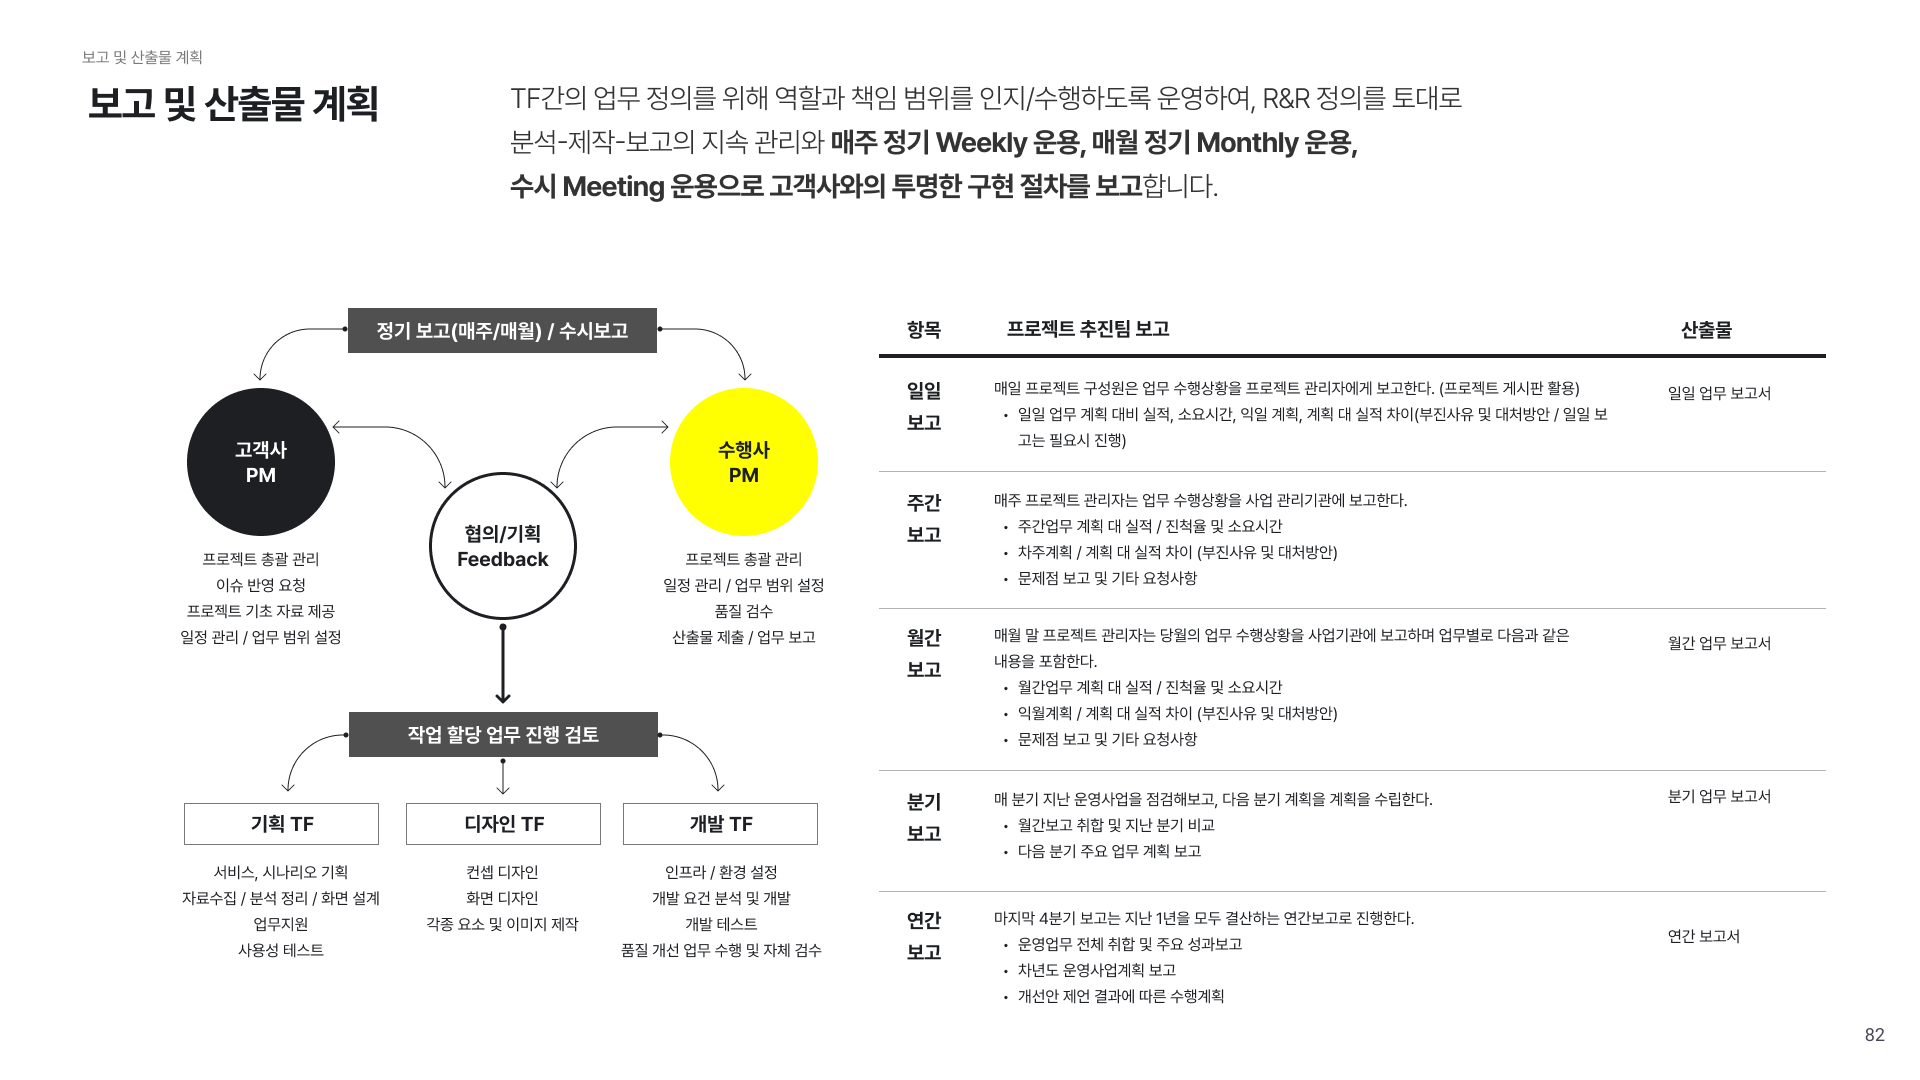 보고 및 산출물 계획
보고 및 산출물 계획
TF간의 업무 정의를 위해 역할과 책임 범위를 인지/수행하도록 운영하여, R&R 정의를 토대로
분석-제작-보고의 지속 관리와 매주 정기 Weekly 운용, 매월 정기 Monthly 운용,
수시 Meeting 운용으로 고객사와의 투명한 구현 절차를 보고합니다.
정기 보고(매주/매월) / 수시보고
고객사
PM
수행사
PM
협의/기획
Feedback
프로젝트 총괄 관리
이슈 반영 요청
프로젝트 기초 자료 제공
일정 관리 / 업무 범위 설정
프로젝트 총괄 관리
일정 관리 / 업무 범위 설정
품질 검수
산출물 제출 / 업무 보고
작업 할당 업무 진행 검토
기획 TF
디자인 TF
개발 TF
서비스, 시나리오 기획
자료수집 / 분석 정리 / 화면 설계
업무지원
사용성 테스트
컨셉 디자인
화면 디자인
각종 요소 및 이미지 제작
인프라 / 환경 설정
개발 요건 분석 및 개발
개발 테스트
품질 개선 업무 수행 및 자체 검수
항목 프로젝트 추진팀 보고 산출물
일일
보고
매일 프로젝트 구성원은 업무 수행상황을 프로젝트 관리자에게 보고한다. (프로젝트 게시판 활용)
• 일일 업무 계획 대비 실적, 소요시간, 익일 계획, 계획 대 실적 차이(부진사유 및 대처방안 / 일일 보
고는 필요시 진행)
일일 업무 보고서
주간
보고
매주 프로젝트 관리자는 업무 수행상황을 사업 관리기관에 보고한다.
• 주간업무 계획 대 실적 / 진척율 및 소요시간
• 차주계획 / 계획 대 실적 차이 (부진사유 및 대처방안)
• 문제점 보고 및 기타 요청사항
월간
보고
매월 말 프로젝트 관리자는 당월의 업무 수행상황을 사업기관에 보고하며 업무별로 다음과 같은
내용을 포함한다.
• 월간업무 계획 대 실적 / 진척율 및 소요시간
• 익월계획 / 계획 대 실적 차이 (부진사유 및 대처방안)
• 문제점 보고 및 기타 요청사항
월간 업무 보고서
분기
보고
매 분기 지난 운영사업을 점검해보고, 다음 분기 계획을 계획을 수립한다.
• 월간보고 취합 및 지난 분기 비교
• 다음 분기 주요 업무 계획 보고
분기 업무 보고서
연간
보고
마지막 4분기 보고는 지난 1년을 모두 결산하는 연간보고로 진행한다.
• 운영업무 전체 취합 및 주요 성과보고
• 차년도 운영사업계획 보고
• 개선안 제언 결과에 따른 수행계획
연간 보고서
82